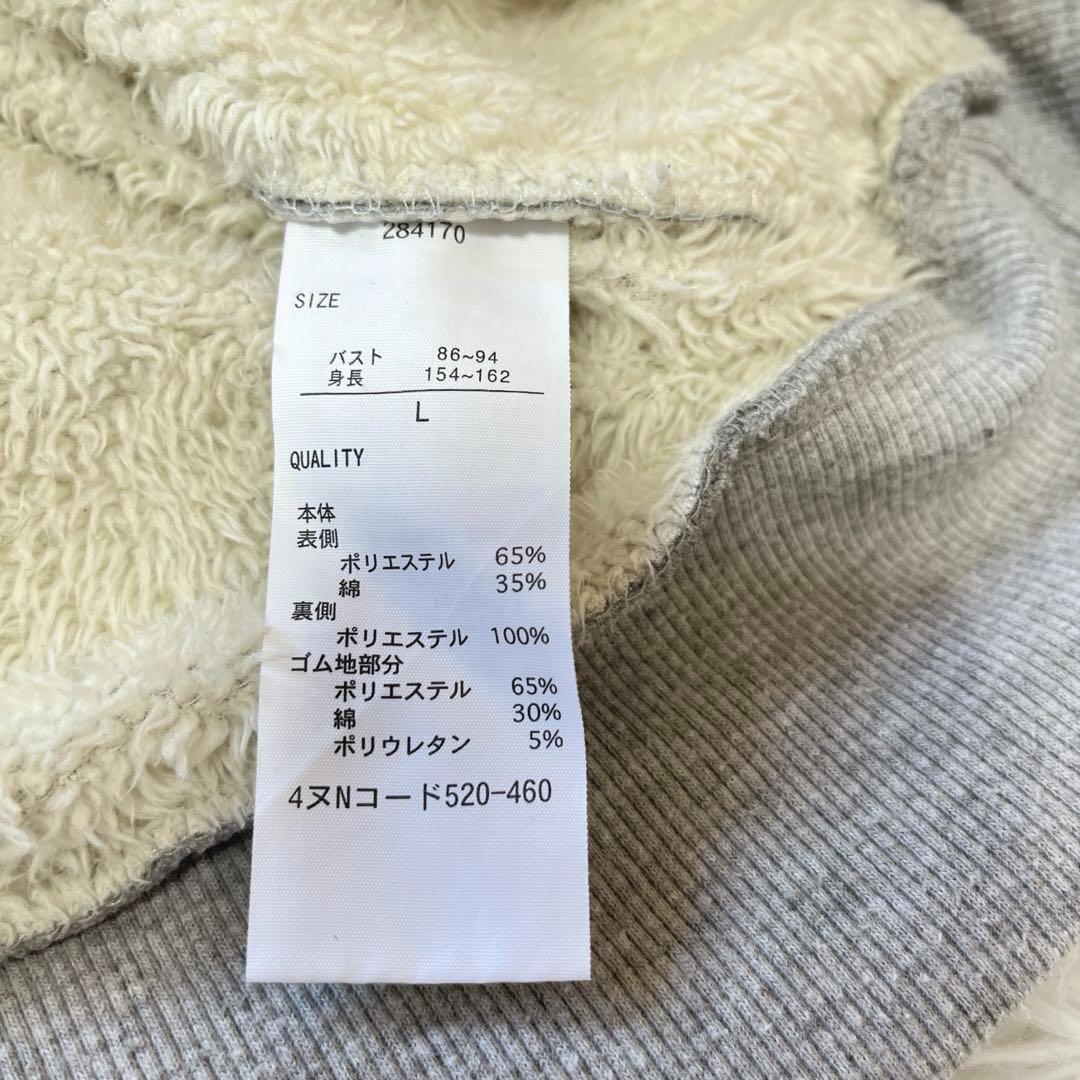 284170
SIZE
バスト 86~94
身長 154~162
L
QUALITY
本体
表側
ポリエステル 65%
綿 35%
裏側
ポリエステル 100%
ゴム地部分
ポリエステル 65%
綿 30%
ポリウレタン 5%
4ヌNコード520-460